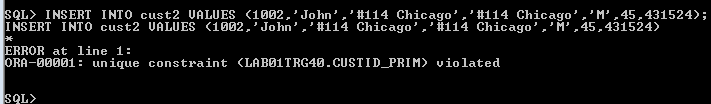 SQL> INSERT INTO cust2 VALUES (1002,'John','#114 Chicago','#114 Chicago','M',45,431524);
INSERT INTO cust2 VALUES (1002,'John','#114 Chicago','#114 Chicago','M',45,431524)
*
ERROR at line 1:
ORA-00001: unique constraint (LAB01TRG40.CUSTID_PRIM) violated
SQL>